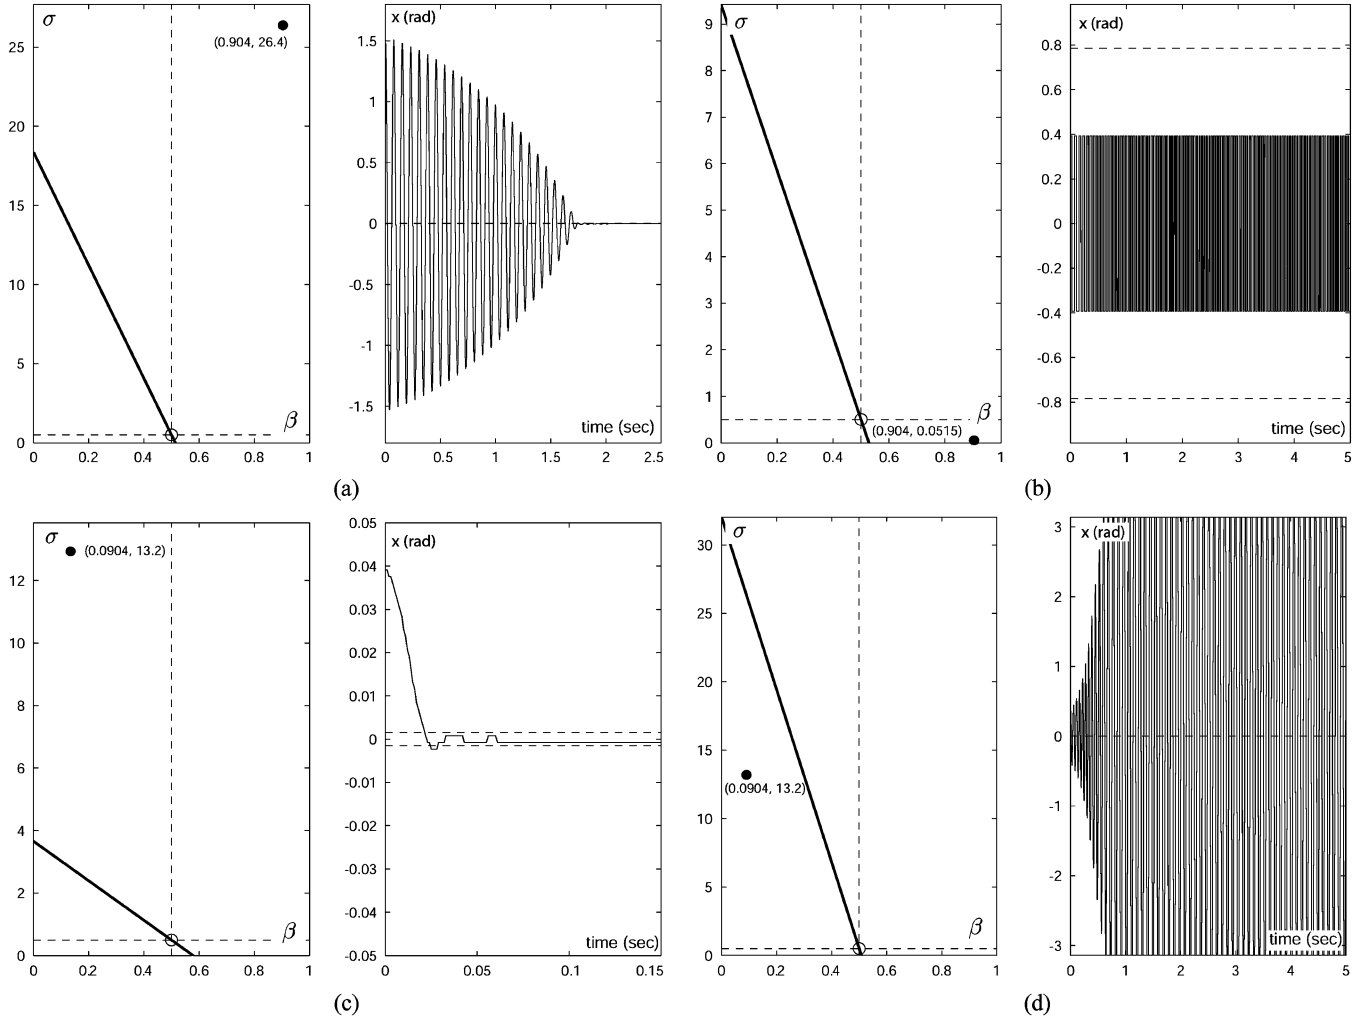 σ
(0.904, 26.4)
25
20
15
10
5
0
β
0 0.2 0.4 0.6 0.8 1
x (rad)
1.5
1
0.5
0
-0.5
-1
-1.5
time (sec)
0 0.5 1 1.5 2 2.5
(a)
σ
9
8
7
6
5
4
3
2
1
0
β
(0.904, 0.0515)
0 0.2 0.4 0.6 0.8 1
x (rad)
0.8
0.6
0.4
0.2
0
-0.2
-0.4
-0.6
-0.8
time (sec)
0 1 2 3 4 5
(b)
σ
(0.0904, 13.2)
12
10
8
6
4
2
0
β
0 0.2 0.4 0.6 0.8 1
0.05
x (rad)
0.04
0.03
0.02
0.01
0
-0.01
-0.02
-0.03
-0.04
-0.05
time (sec)
0 0.05 0.1 0.15
(c)
σ
30
25
20
15
(0.0904, 13.2)
10
5
0
β
0 0.2 0.4 0.6 0.8 1
x (rad)
3
2
1
0
-1
-2
-3
time (sec)
0 1 2 3 4 5
(d)